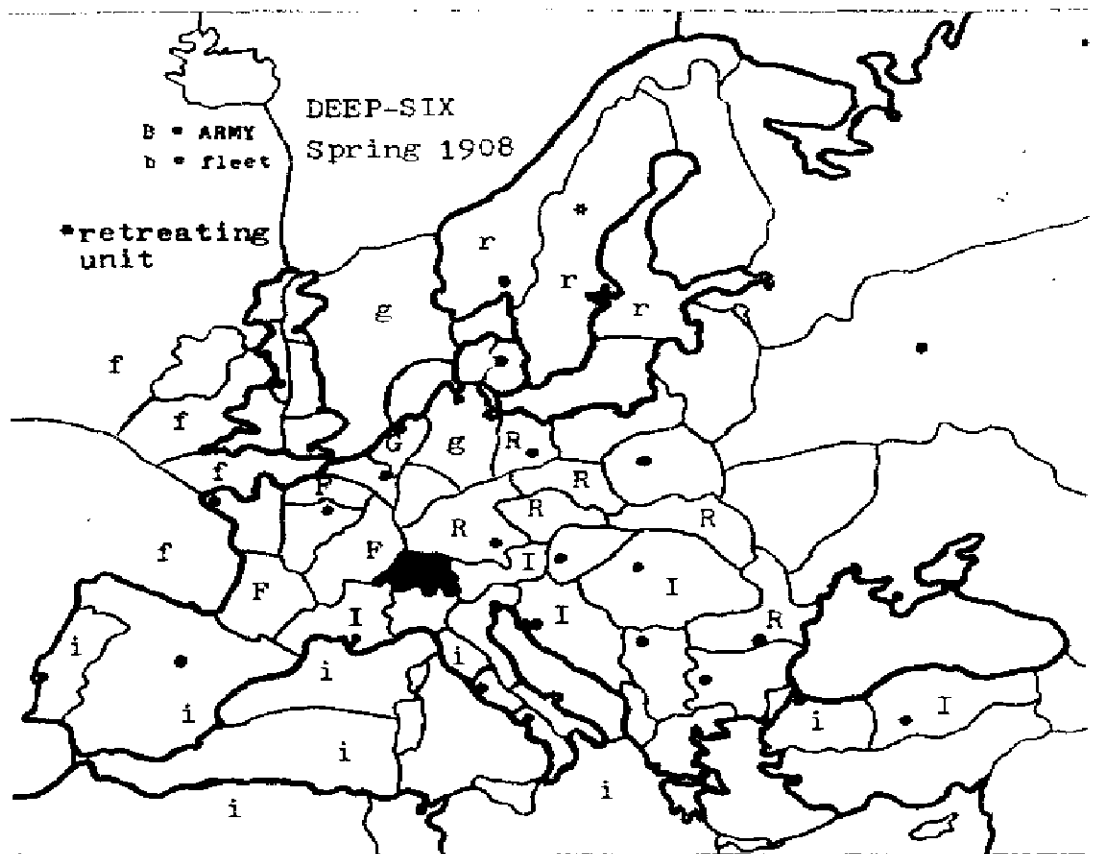 DEEP-SIX
B = ARMY
b = fleet
Spring 1908
*
*retreating
unit
r
r
g
r
f
f
G g R
f R
F
R R
R
f F I
F I
I I R
i i
i
i i I
i
i i